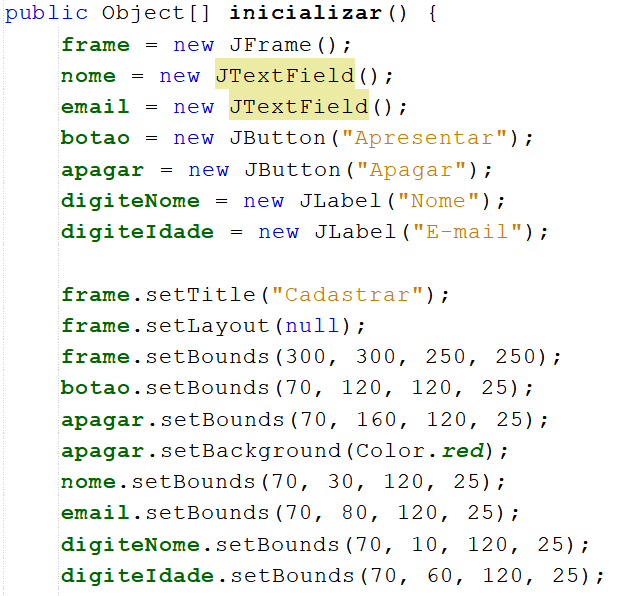 public Object[] inicializar() {
frame = new JFrame();
nome = new JTextField();
email = new JTextField();
botao = new JButton("Apresentar");
apagar = new JButton("Apagar");
digiteNome = new JLabel("Nome");
digiteIdade = new JLabel("E-mail");
frame.setTitle("Cadastrar");
frame.setLayout(null);
frame.setBounds(300, 300, 250, 250);
botao.setBounds(70, 120, 120, 25);
apagar.setBounds(70, 160, 120, 25);
apagar.setBackground(Color.red);
nome.setBounds(70, 30, 120, 25);
email.setBounds(70, 80, 120, 25);
digiteNome.setBounds(70, 10, 120, 25);
digiteIdade.setBounds(70, 60, 120, 25);